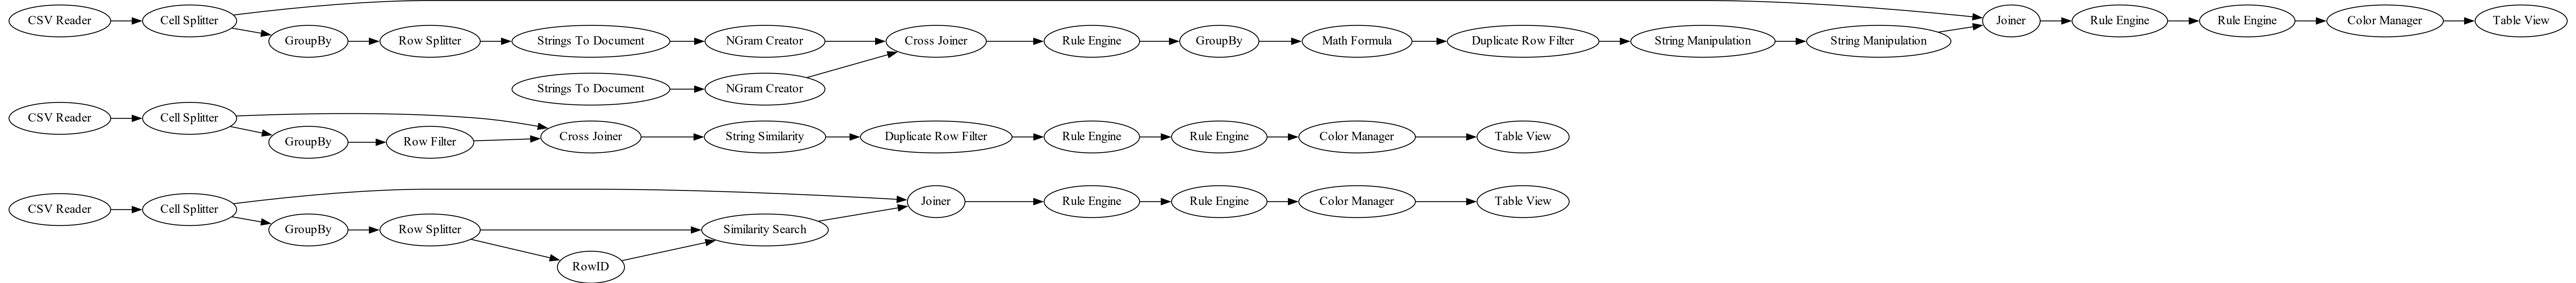 CSV Reader
Cell Splitter
Joiner
Rule Engine
Rule Engine
Color Manager
Table View
GroupBy
Row Splitter
Strings To Document
NGram Creator
Cross Joiner
Rule Engine
GroupBy
Math Formula
Duplicate Row Filter
String Manipulation
String Manipulation
Strings To Document
NGram Creator
CSV Reader
Cell Splitter
GroupBy
Row Filter
Cross Joiner
String Similarity
Duplicate Row Filter
Rule Engine
Rule Engine
Color Manager
Table View
CSV Reader
Cell Splitter
Joiner
Rule Engine
Rule Engine
Color Manager
Table View
GroupBy
Row Splitter
Similarity Search
RowID